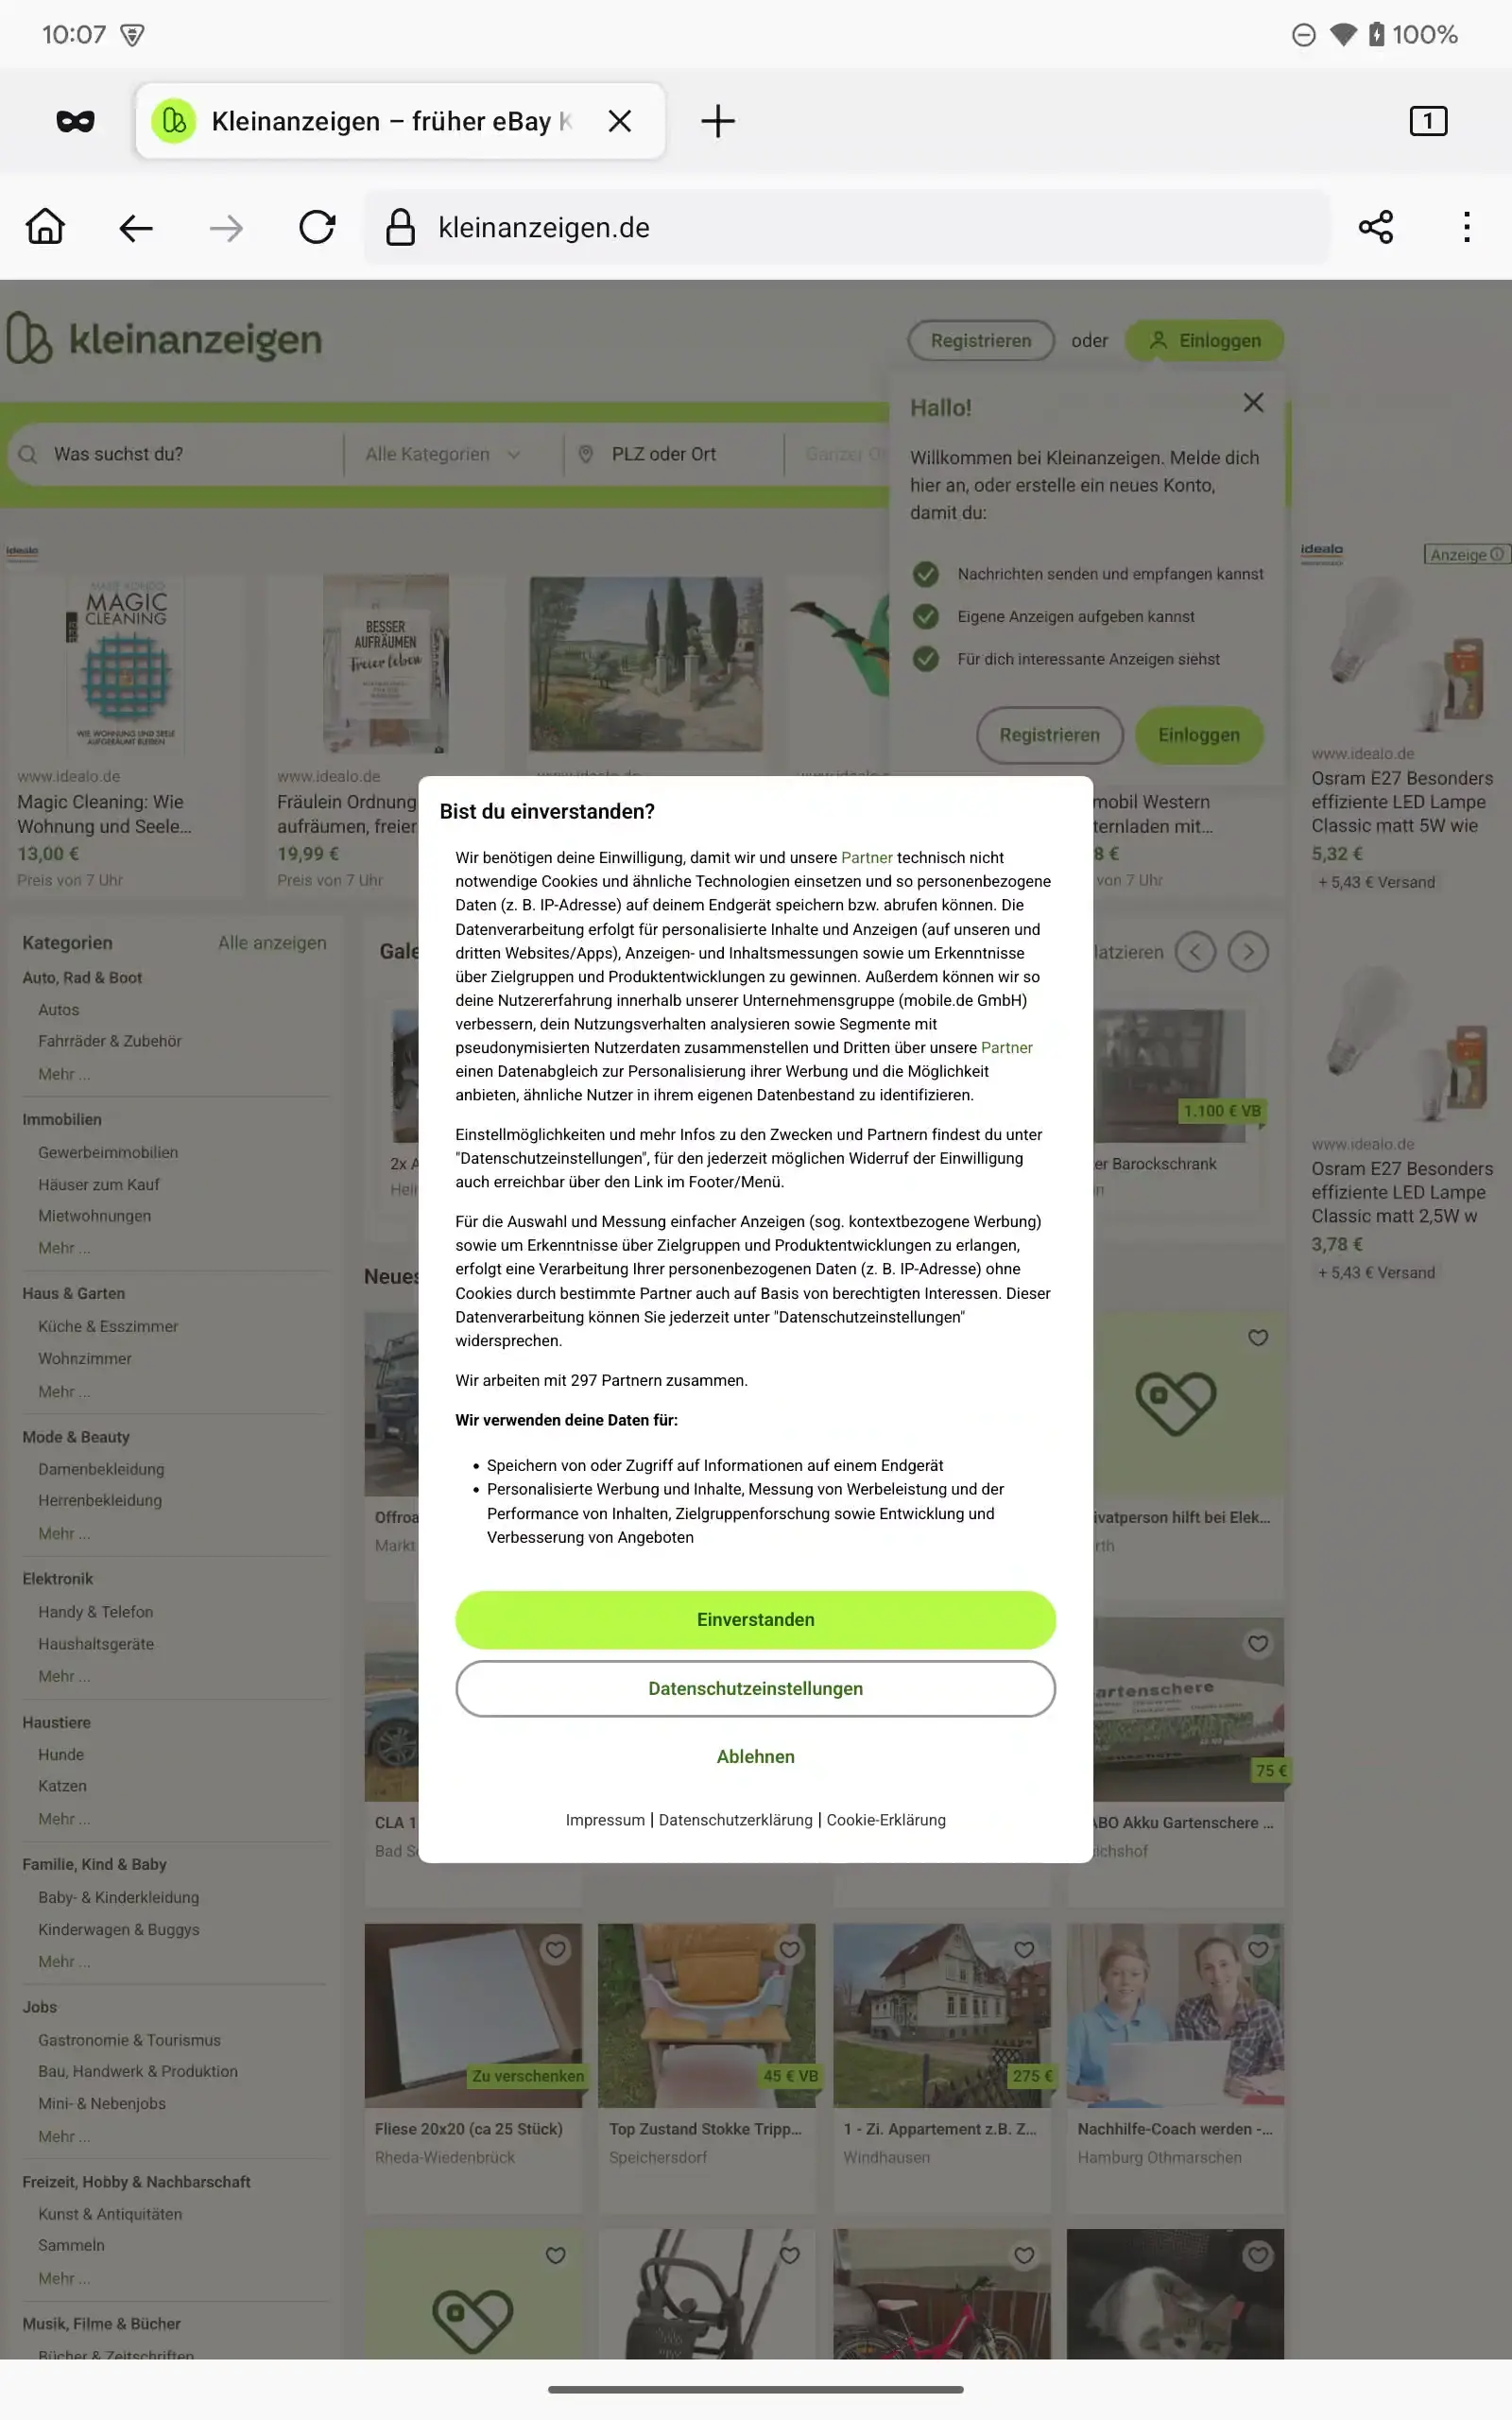 10:07
100%
Kleinanzeigen – früher eBay K
1
kleinanzeigen.de
kleinanzeigen
Registrieren oder Einloggen
Was suchst du?
Alle Kategorien
PLZ oder Ort
Hallo!
Willkommen bei Kleinanzeigen. Melde dich
hier an, oder erstelle ein neues Konto,
damit du:
Nachrichten senden und empfangen kannst
Eigene Anzeigen aufgeben kannst
Für dich interessante Anzeigen siehst
Registrieren
Einloggen
idealo
MAGIC
CLEANING
WIE WOHNUNG UND SEELE
AUFGERÄUMT BLEIBEN
www.idealo.de
Magic Cleaning: Wie
Wohnung und Seele...
13,00 €
Preis von 7 Uhr
BESSER
AUFRÄUMEN
Freier leben
www.idealo.de
Fräulein Ordnung
aufräumen, freier
19,99 €
Preis von 7 Uhr
mobil Western
ternladen mit...
8 €
von 7 Uhr
idealo
Anzeige
www.idealo.de
Osram E27 Besonders
effiziente LED Lampe
Classic matt 5W wie
5,32 €
+ 5,43 € Versand
www.idealo.de
Osram E27 Besonders
effiziente LED Lampe
Classic matt 2,5W w
3,78 €
+ 5,43 € Versand
Bist du einverstanden?
Wir benötigen deine Einwilligung, damit wir und unsere Partner technisch nicht
notwendige Cookies und ähnliche Technologien einsetzen und so personenbezogene
Daten (z. B. IP-Adresse) auf deinem Endgerät speichern bzw. abrufen können. Die
Datenverarbeitung erfolgt für personalisierte Inhalte und Anzeigen (auf unseren und
dritten Websites/Apps), Anzeigen- und Inhaltsmessungen sowie um Erkenntnisse
über Zielgruppen und Produktentwicklungen zu gewinnen. Außerdem können wir so
deine Nutzererfahrung innerhalb unserer Unternehmensgruppe (mobile.de GmbH)
verbessern, dein Nutzungsverhalten analysieren sowie Segmente mit
pseudonymisierten Nutzerdaten zusammenstellen und Dritten über unsere Partner
einen Datenabgleich zur Personalisierung ihrer Werbung und die Möglichkeit
anbieten, ähnliche Nutzer in ihrem eigenen Datenbestand zu identifizieren.
Einstellmöglichkeiten und mehr Infos zu den Zwecken und Partnern findest du unter
"Datenschutzeinstellungen", für den jederzeit möglichen Widerruf der Einwilligung
auch erreichbar über den Link im Footer/Menü.
Für die Auswahl und Messung einfacher Anzeigen (sog. kontextbezogene Werbung)
sowie um Erkenntnisse über Zielgruppen und Produktentwicklungen zu erlangen,
erfolgt eine Verarbeitung Ihrer personenbezogenen Daten (z. B. IP-Adresse) ohne
Cookies durch bestimmte Partner auch auf Basis von berechtigten Interessen. Dieser
Datenverarbeitung können Sie jederzeit unter "Datenschutzeinstellungen"
widersprechen.
Wir arbeiten mit 297 Partnern zusammen.
Wir verwenden deine Daten für:
• Speichern von oder Zugriff auf Informationen auf einem Endgerät
• Personalisierte Werbung und Inhalte, Messung von Werbeleistung und der
Performance von Inhalten, Zielgruppenforschung sowie Entwicklung und
Verbesserung von Angeboten
Einverstanden
Datenschutzeinstellungen
Ablehnen
Impressum | Datenschutzerklärung | Cookie-Erklärung
Kategorien Alle anzeigen
Auto, Rad & Boot
Autos
Fahrräder & Zubehör
Mehr ...
Immobilien
Gewerbeimmobilien
Häuser zum Kauf
Mietwohnungen
Mehr ...
Haus & Garten
Küche & Esszimmer
Wohnzimmer
Mehr ...
Mode & Beauty
Damenbekleidung
Herrenbekleidung
Mehr ...
Elektronik
Handy & Telefon
Haushaltsgeräte
Mehr ...
Haustiere
Hunde
Katzen
Mehr ...
Familie, Kind & Baby
Baby- & Kinderkleidung
Kinderwagen & Buggys
Mehr ...
Jobs
Gastronomie & Tourismus
Bau, Handwerk & Produktion
Mini- & Nebenjobs
Mehr ...
Freizeit, Hobby & Nachbarschaft
Kunst & Antiquitäten
Sammeln
Mehr ...
Musik, Filme & Bücher
Bücher & Zeitschriften
Gale
latzieren
2x A
Hei
1.100 € VB
er Barockschrank
Neues
Offroa
Markt
ivatperson hilft bei Elek...
rth
CLA 1
Bad S
artenschere
75 €
ABO Akku Gartenschere ...
ichshof
Zu verschenken
Fliese 20x20 (ca 25 Stück)
Rheda-Wiedenbrück
45 € VB
Top Zustand Stokke Tripp...
Speichersdorf
275 €
1 - Zi. Appartement z.B. Z...
Windhausen
Nachhilfe-Coach werden -...
Hamburg Othmarschen